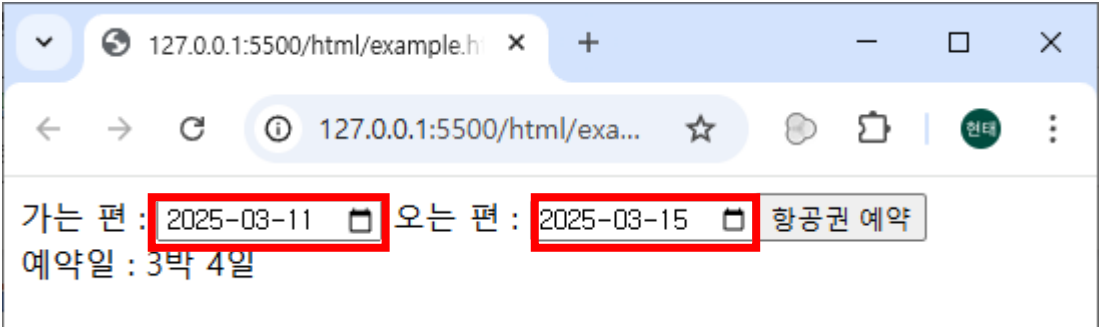 127.0.0.1:5500/html/example.h
127.0.0.1:5500/html/exa...
현태
가는 편 : 2025-03-11 오는 편 : 2025-03-15 항공권 예약
예약일 : 3박 4일